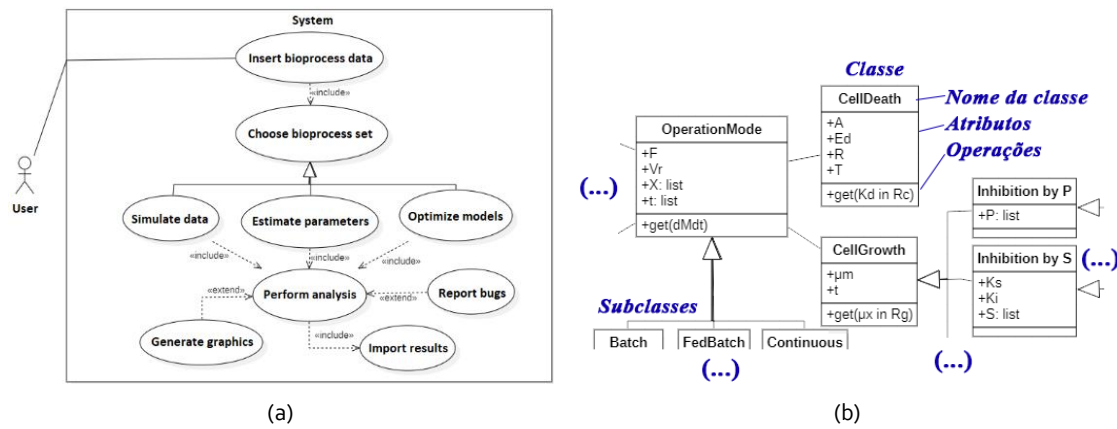 System
Insert bioprocess data
«include»
Choose bioprocess set
User
Simulate data
Estimate parameters
Optimize models
«include»
«include»
«include»
Perform analysis
«extend»
«extend»
Report bugs
Generate graphics
«include»
Import results
(a)
Classe
CellDeath
+A
+Ed
+R
+T
+get(Kd in Rc)
Nome da classe
Atributos
Operações
OperationMode
+F
+Vr
+X: list
+t: list
+get(dMdt)
(...)
CellGrowth
+µm
+t
+get(µx in Rg)
Inhibition by P
+P: list
(...)
Inhibition by S
+Ks
+Ki
+S: list
(...)
Subclasses
Batch
FedBatch
Continuous
(...)
(b)